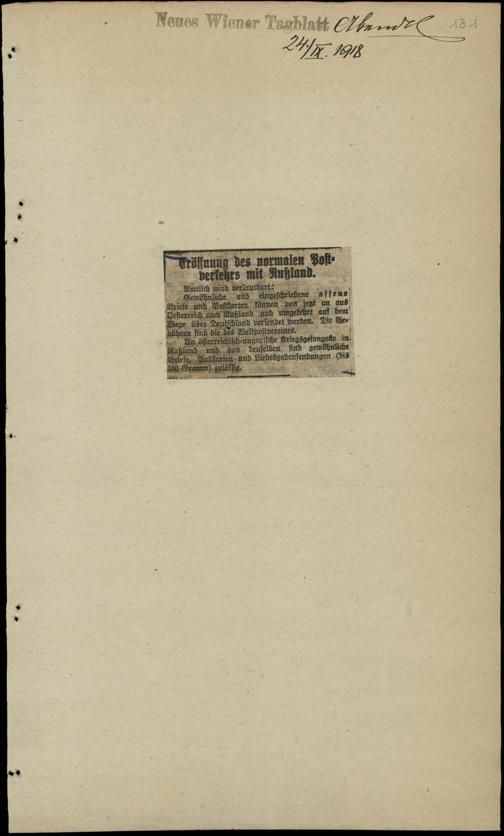 Neues Wiener Tagblatt Abendbl 131
24/IX. 1918
Eröffnung des normalen Post-
verkehrs mit Rußland.
Amtlich wird verlautbart:
Gewöhnliche und eingeschriebene offene
Briefe und Postkarten können von jetzt an aus
Oesterreich nach Rußland und umgekehrt auf dem
Wege über Deutschland versendet werden. Die Ge-
bühren sind die des Weltpostvereines.
An österreichisch-ungarische Kriegsgefangene in
Rußland und von denselben sind gewöhnliche
Briefe, Postkarten und Liebesgabensendungen (bis
350 Gramm) zulässig.